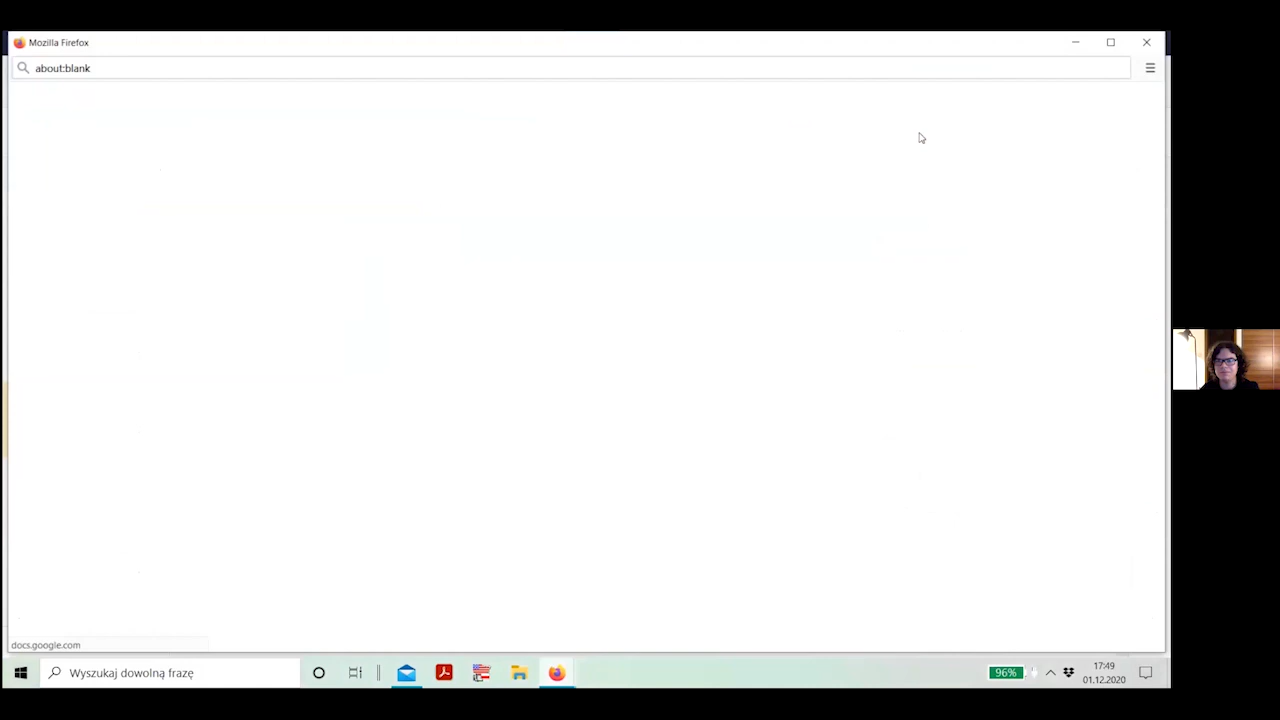 Mozilla Firefox
about:blank
docs.google.com
Wyszukaj dowolną frazę
96%
17:49
01.12.2020